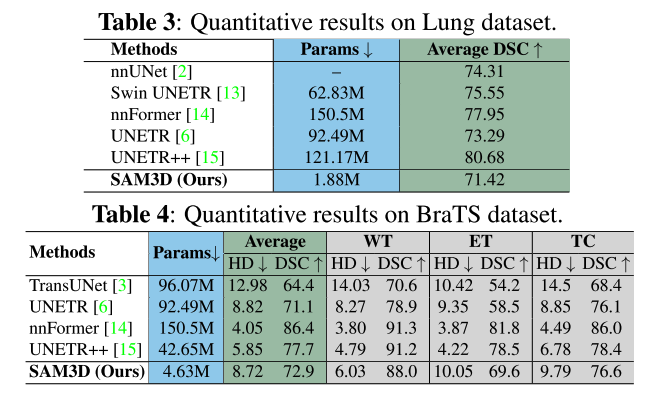 Table 3: Quantitative results on Lung dataset.
Methods Params ↓ Average DSC ↑
nnUNet [2] – 74.31
Swin UNETR [13] 62.83M 75.55
nnFormer [14] 150.5M 77.95
UNETR [6] 92.49M 73.29
UNETR++ [15] 121.17M 80.68
SAM3D (Ours) 1.88M 71.42
Table 4: Quantitative results on BraTS dataset.
Methods Params↓ Average WT ET TC
HD ↓ DSC ↑ HD ↓ DSC ↑ HD ↓ DSC ↑ HD ↓ DSC ↑
TransUNet [3] 96.07M 12.98 64.4 14.03 70.6 10.42 54.2 14.5 68.4
UNETR [6] 92.49M 8.82 71.1 8.27 78.9 9.35 58.5 8.85 76.1
nnFormer [14] 150.5M 4.05 86.4 3.80 91.3 3.87 81.8 4.49 86.0
UNETR++ [15] 42.65M 5.85 77.7 4.79 91.2 4.22 78.5 6.78 78.4
SAM3D (Ours) 4.63M 8.72 72.9 6.03 88.0 10.05 69.6 9.79 76.6